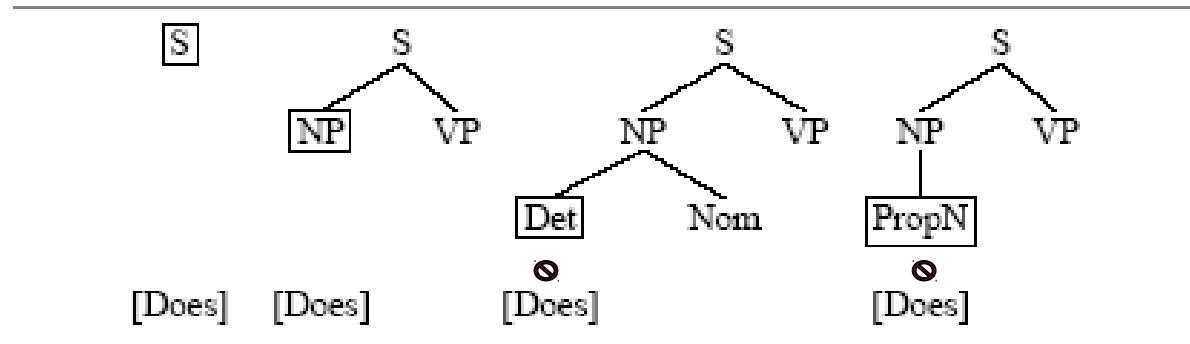 S S S S
NP VP NP VP NP VP
Det Nom PropN
[Does] [Does] [Does] [Does]